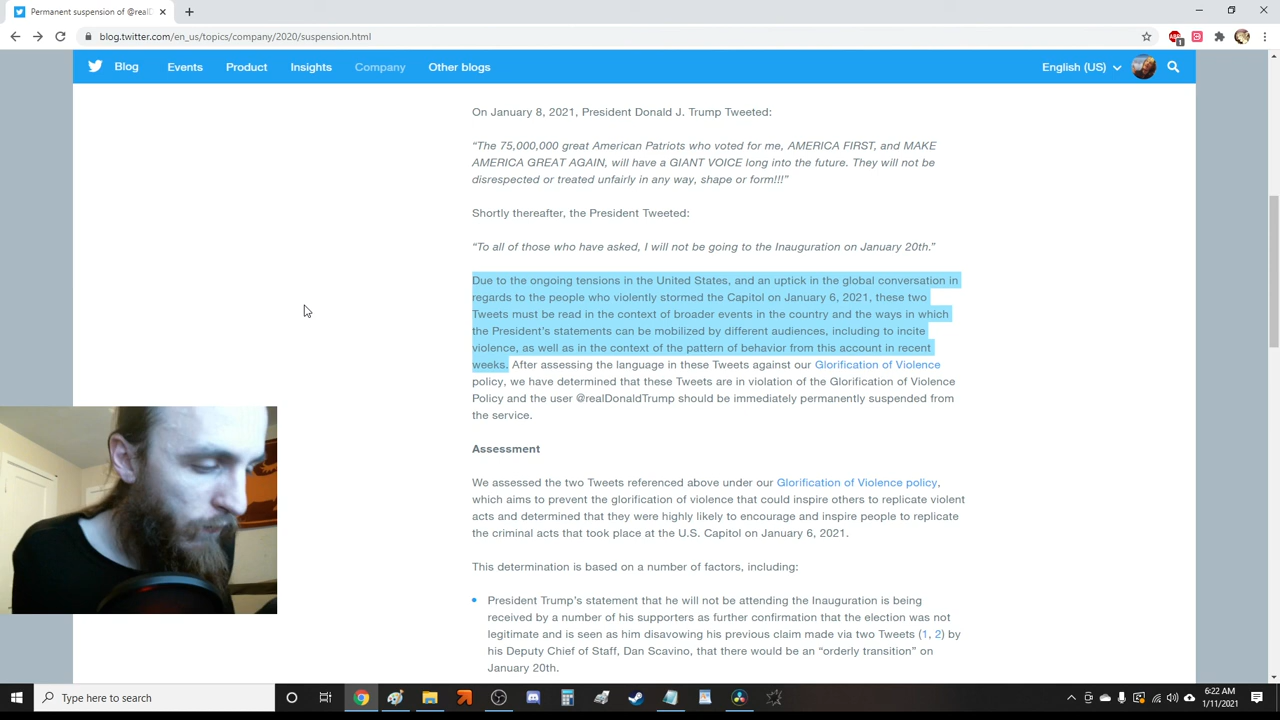 Permanent suspension of @realD
blog.twitter.com/en_us/topics/company/2020/suspension.html
Blog Events Product Insights Company Other blogs English (US)
On January 8, 2021, President Donald J. Trump Tweeted:
“The 75,000,000 great American Patriots who voted for me, AMERICA FIRST, and MAKE
AMERICA GREAT AGAIN, will have a GIANT VOICE long into the future. They will not be
disrespected or treated unfairly in any way, shape or form!!!”
Shortly thereafter, the President Tweeted:
“To all of those who have asked, I will not be going to the Inauguration on January 20th.”
Due to the ongoing tensions in the United States, and an uptick in the global conversation in
regards to the people who violently stormed the Capitol on January 6, 2021, these two
Tweets must be read in the context of broader events in the country and the ways in which
the President’s statements can be mobilized by different audiences, including to incite
violence, as well as in the context of the pattern of behavior from this account in recent
weeks. After assessing the language in these Tweets against our Glorification of Violence
policy, we have determined that these Tweets are in violation of the Glorification of Violence
Policy and the user @realDonaldTrump should be immediately permanently suspended from
the service.
Assessment
We assessed the two Tweets referenced above under our Glorification of Violence policy,
which aims to prevent the glorification of violence that could inspire others to replicate violent
acts and determined that they were highly likely to encourage and inspire people to replicate
the criminal acts that took place at the U.S. Capitol on January 6, 2021.
This determination is based on a number of factors, including:
President Trump’s statement that he will not be attending the Inauguration is being
received by a number of his supporters as further confirmation that the election was not
legitimate and is seen as him disavowing his previous claim made via two Tweets (1, 2) by
his Deputy Chief of Staff, Dan Scavino, that there would be an “orderly transition” on
January 20th.
Type here to search
6:22 AM
1/11/2021